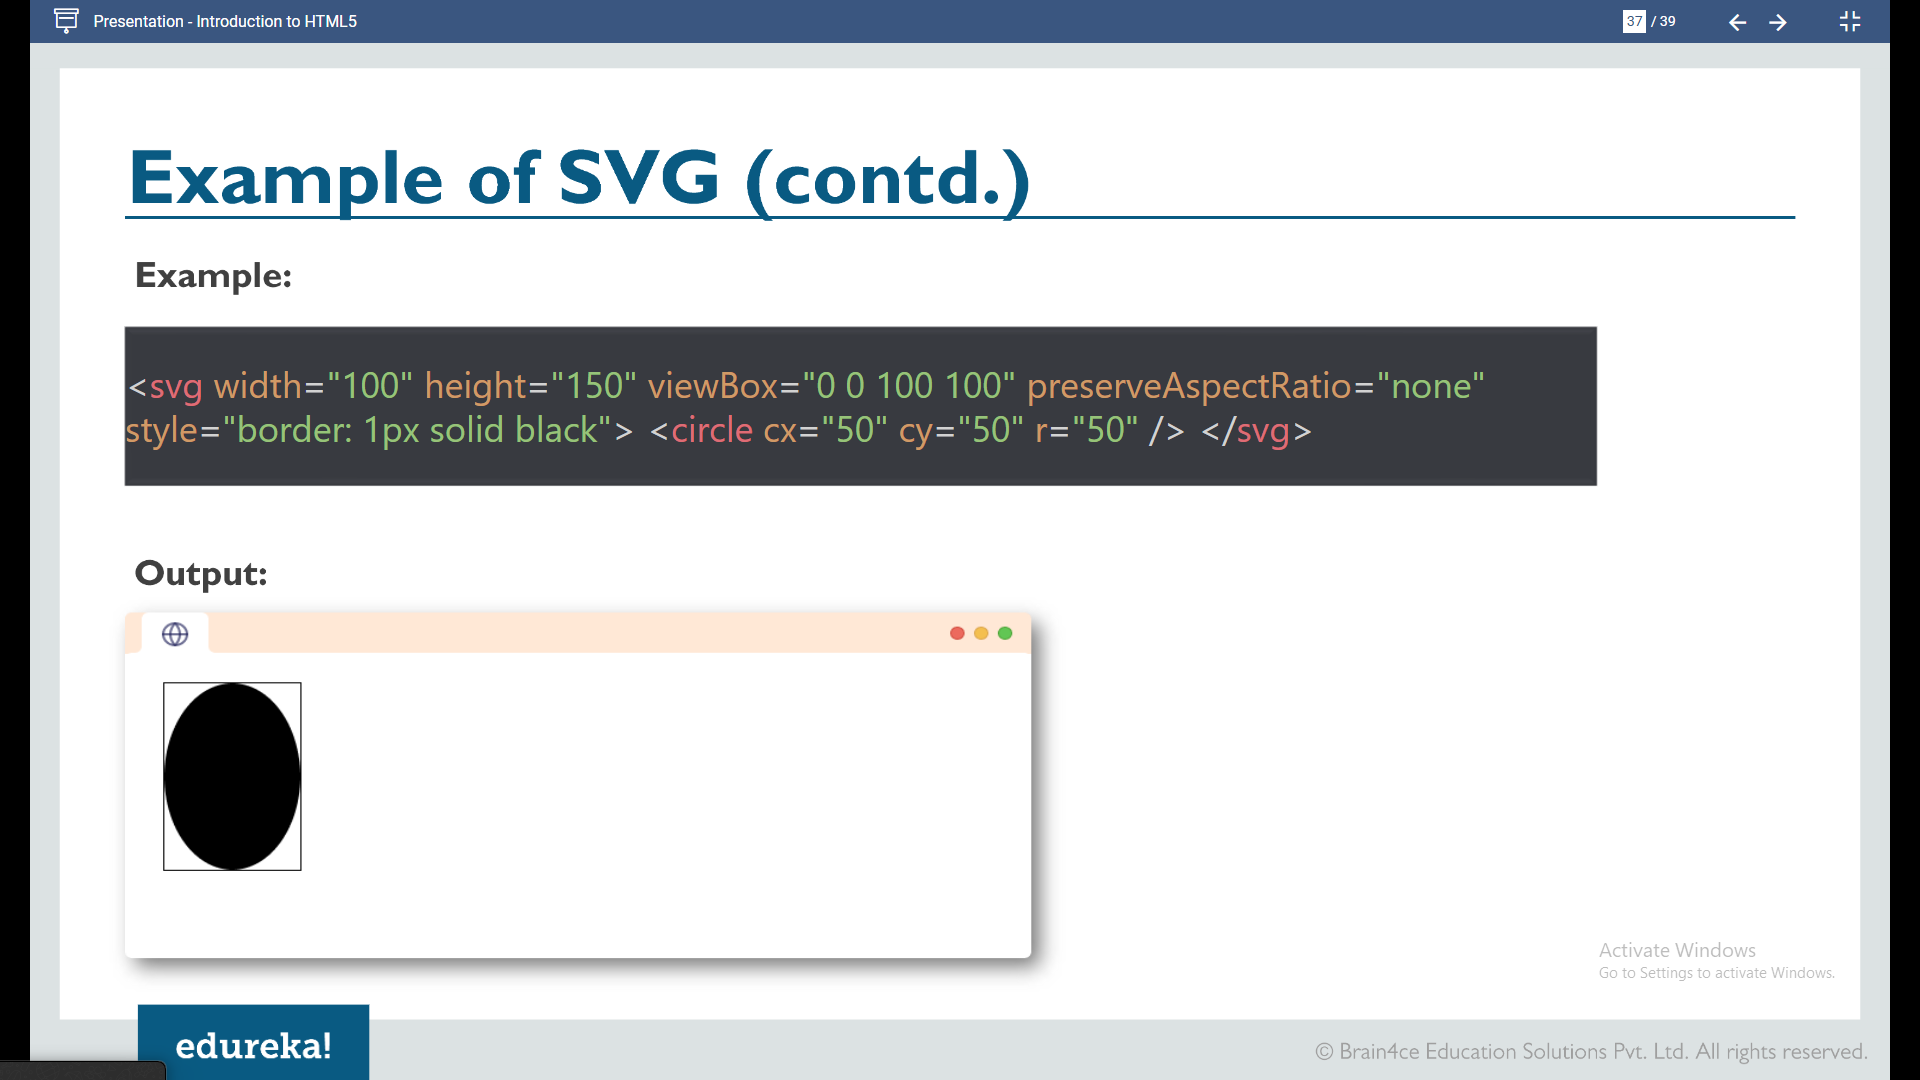 Presentation - Introduction to HTML5
37 / 39
Example of SVG (contd.)
Example:
<svg width="100" height="150" viewBox="0 0 100 100" preserveAspectRatio="none"
style="border: 1px solid black"> <circle cx="50" cy="50" r="50" /> </svg>
Output:
Activate Windows
Go to Settings to activate Windows.
edureka!
© Brain4ce Education Solutions Pvt. Ltd. All rights reserved.